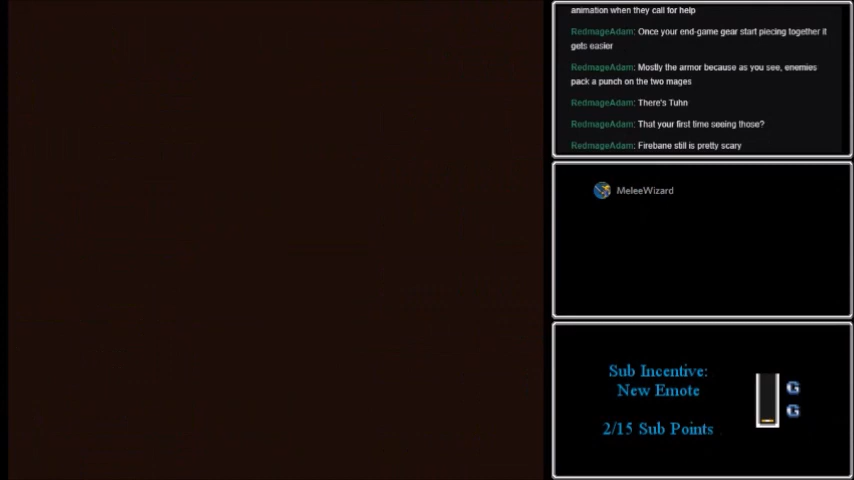 animation when they call for help
RedmageAdam: Once your end-game gear start piecing together it
gets easier
RedmageAdam: Mostly the armor because as you see, enemies
pack a punch on the two mages
RedmageAdam: There's Tuhn
RedmageAdam: That your first time seeing those?
RedmageAdam: Firebane still is pretty scary
MeleeWizard
Sub Incentive:
New Emote
2/15 Sub Points
G
G